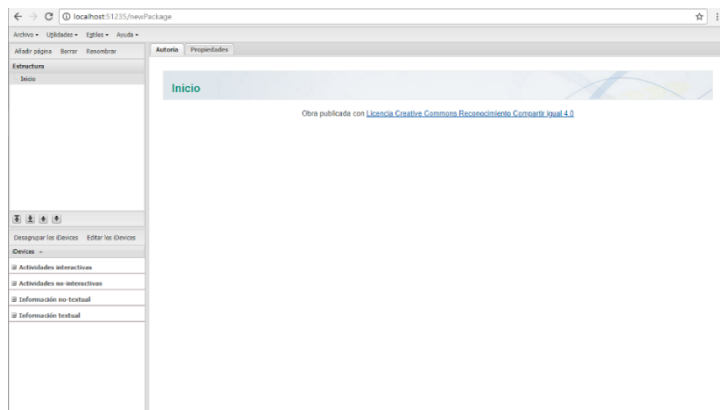 localhost:51235/newPackage
Archivo Utilidades Estilos Ayuda
Añadir página Borrar Renombrar
Estructura
Inicio
Autoría Propiedades
Inicio
Obra publicada con Licencia Creative Commons Reconocimiento Compartir igual 4.0
Desagrupar los iDevices Editar los iDevices
iDevices
Actividades interactivas
Actividades no-interactivas
Información no-textual
Información textual